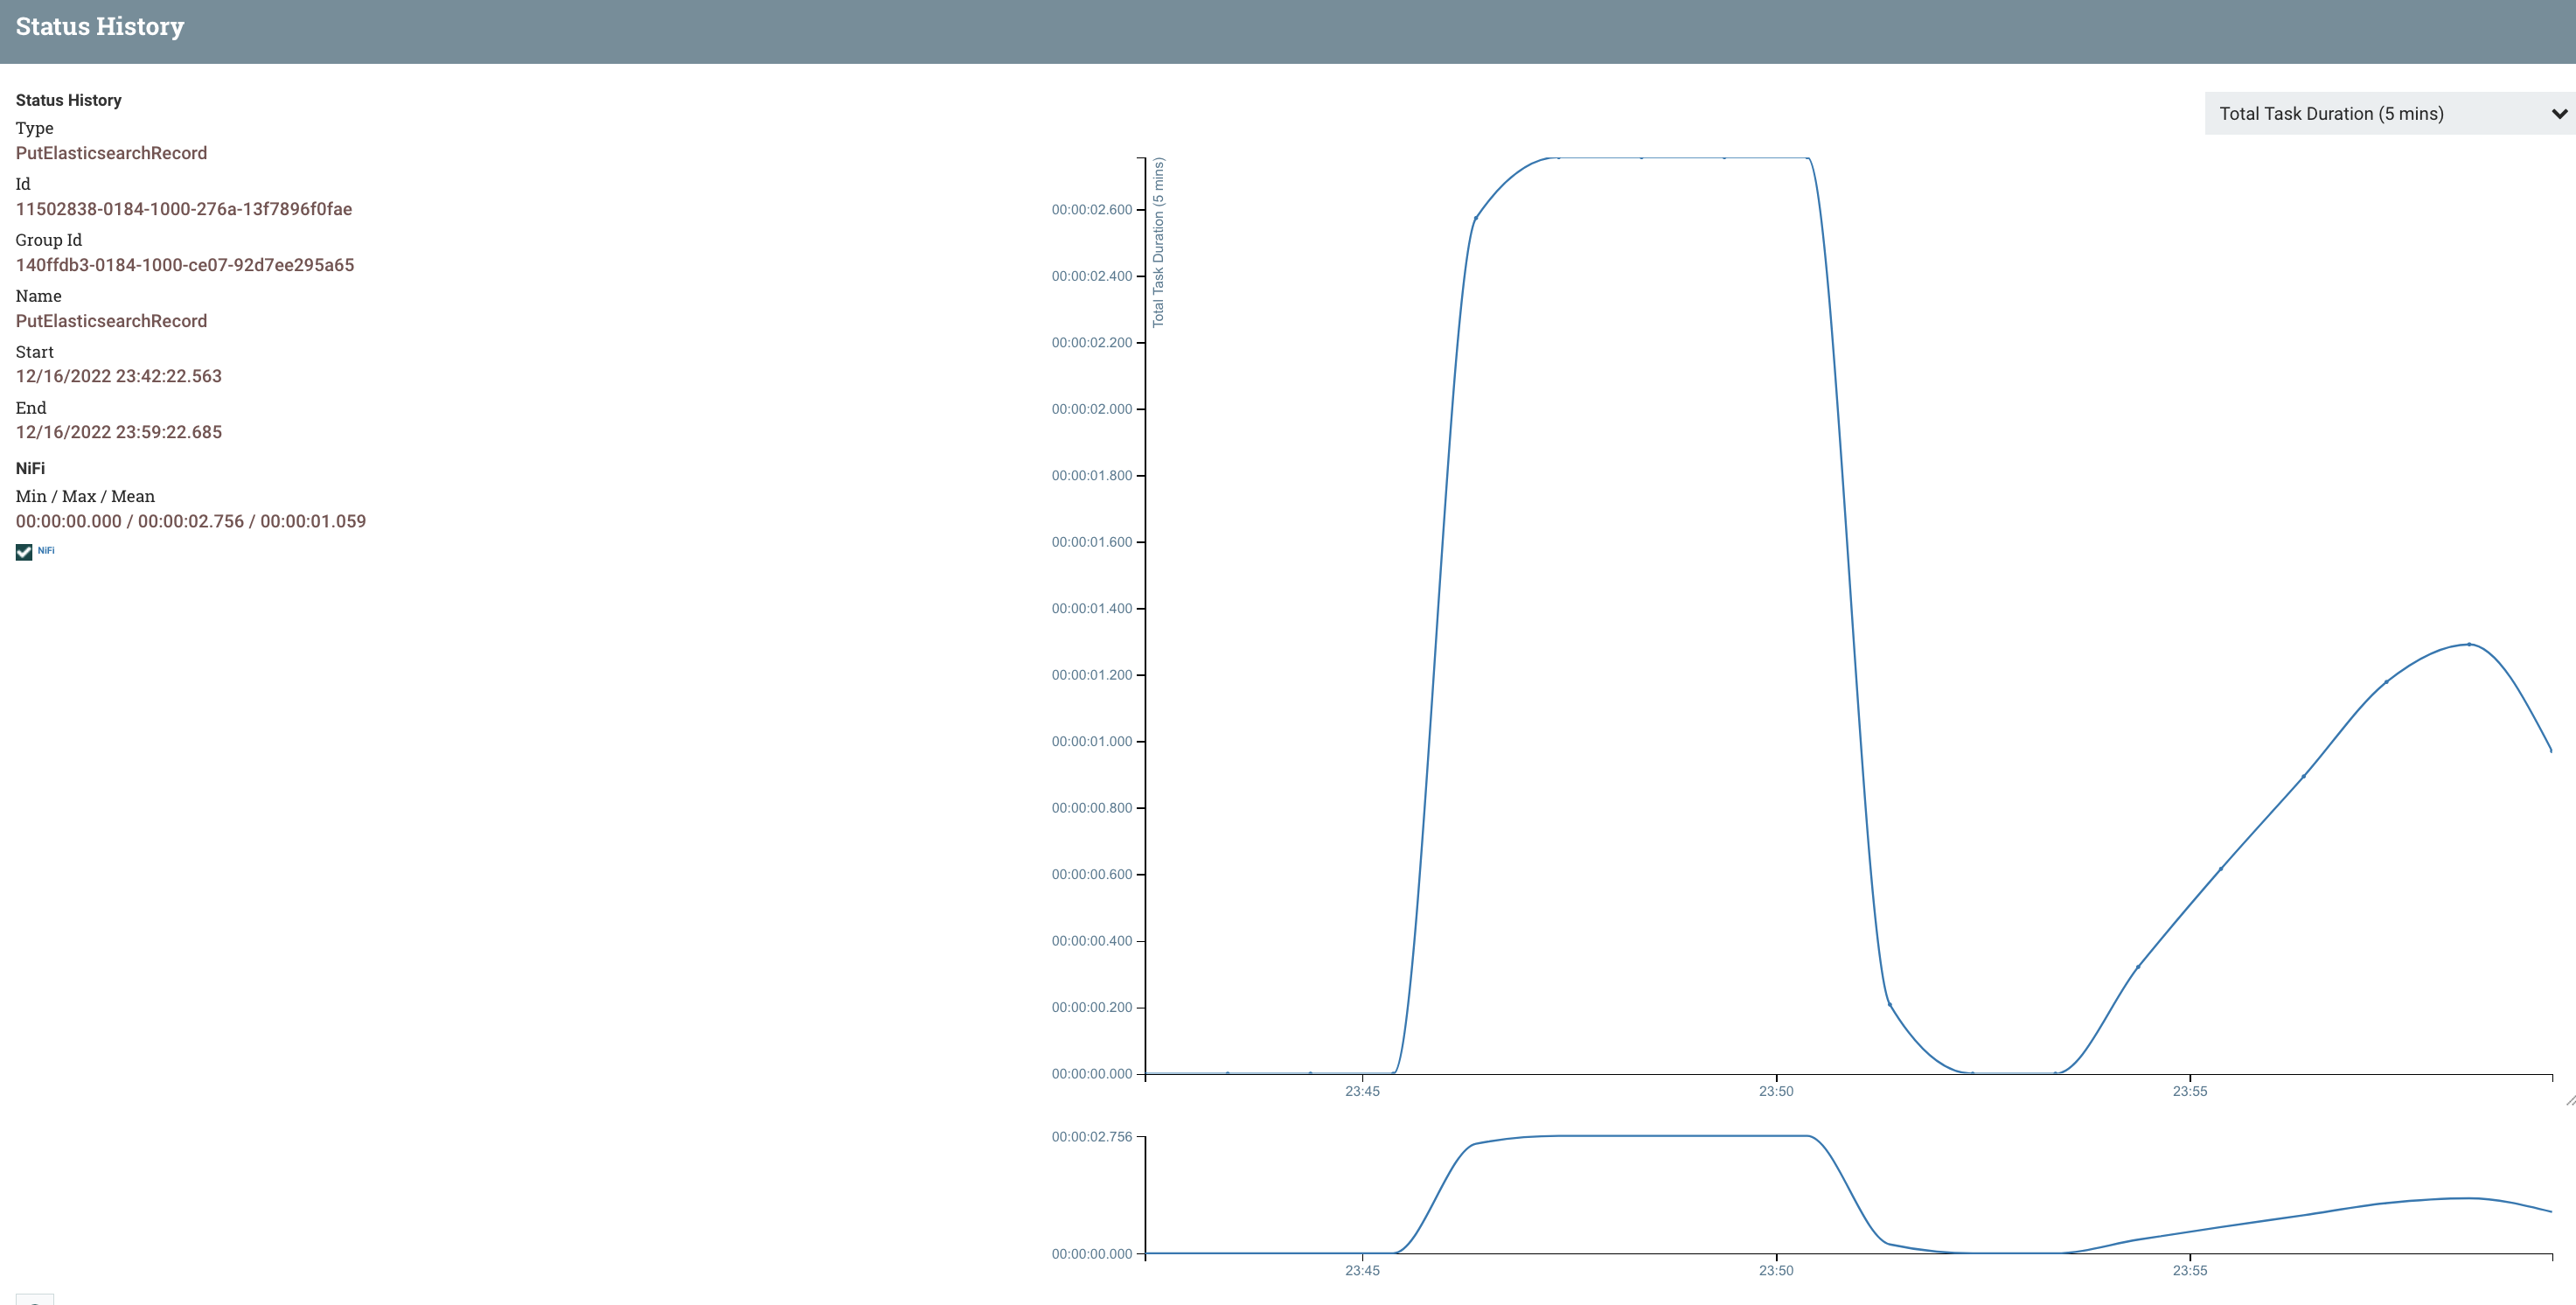 Status History
Status History
Type
PutElasticsearchRecord
Id
11502838-0184-1000-276a-13f7896f0fae
Group Id
140ffdb3-0184-1000-ce07-92d7ee295a65
Name
PutElasticsearchRecord
Start
12/16/2022 23:42:22.563
End
12/16/2022 23:59:22.685
NiFi
Min / Max / Mean
00:00:00.000 / 00:00:02.756 / 00:00:01.059
NiFi
Total Task Duration (5 mins)
Total Task Duration (5 mins)
00:00:02.600
00:00:02.400
00:00:02.200
00:00:02.000
00:00:01.800
00:00:01.600
00:00:01.400
00:00:01.200
00:00:01.000
00:00:00.800
00:00:00.600
00:00:00.400
00:00:00.200
00:00:00.000
23:45 23:50 23:55
00:00:02.756
00:00:00.000
23:45 23:50 23:55